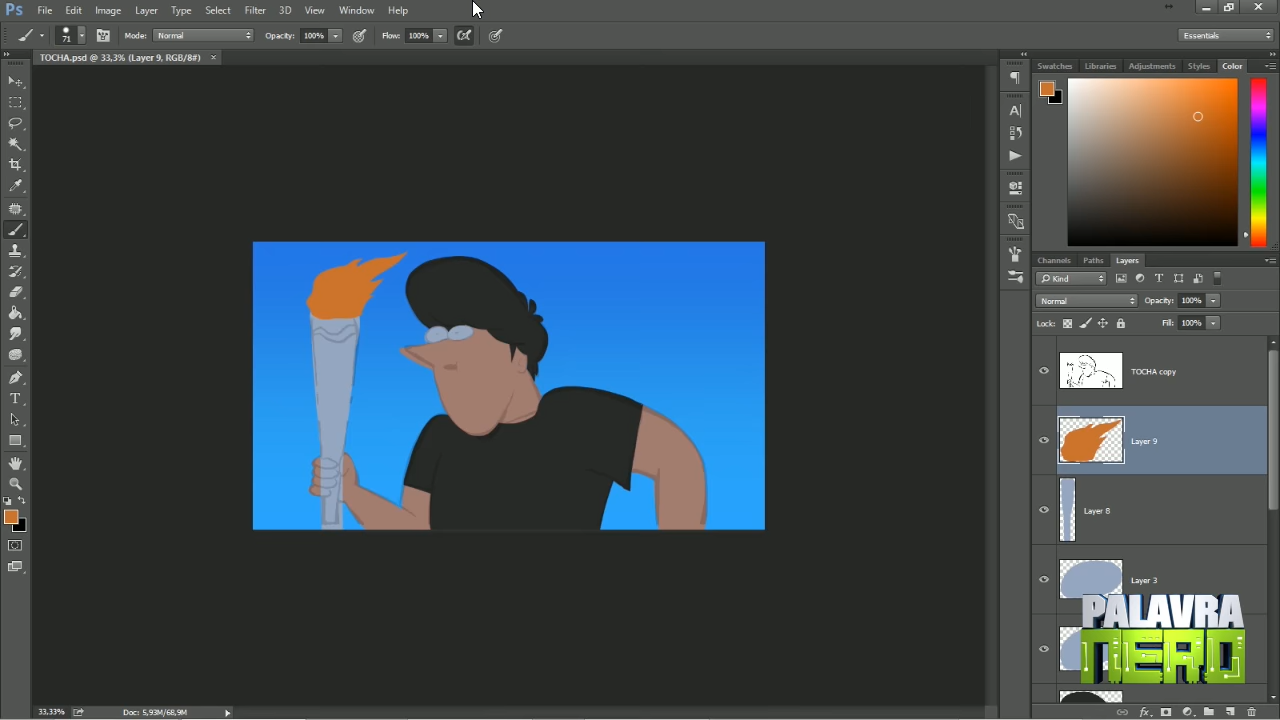 Ps File Edit Image Layer Type Select Filter 3D View Window Help
71 Mode: Normal Opacity: 100% Flow: 100% Essentials
TOCHA.psd @ 33,3% (Layer 9, RGB/8#) ×
Swatches Libraries Adjustments Styles Color
Channels Paths Layers
Kind
Normal Opacity: 100%
Lock: Fill: 100%
TOCHA copy
Layer 9
Layer 8
Layer 3
PALAVRA
NERD
33,33% Doc: 5,93M/68,9M